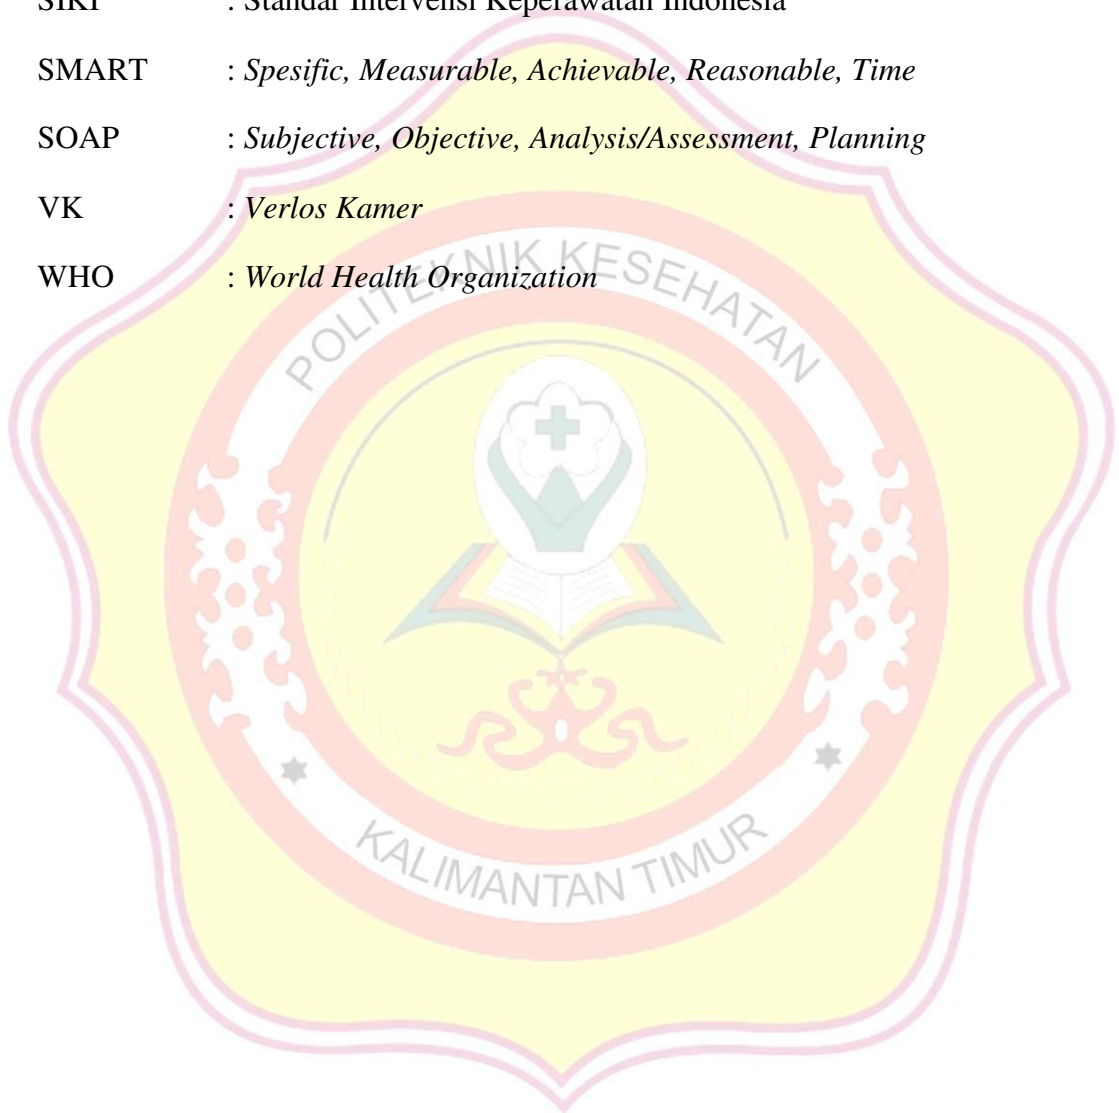 SIKI : Standar Intervensi Keperawatan Indonesia
SMART : Spesific, Measurable, Achievable, Reasonable, Time
SOAP : Subjective, Objective, Analysis/Assessment, Planning
VK : Verlos Kamer
WHO : World Health Organization
POLITEKNIK KESEHATAN
KALIMANTAN TIMUR